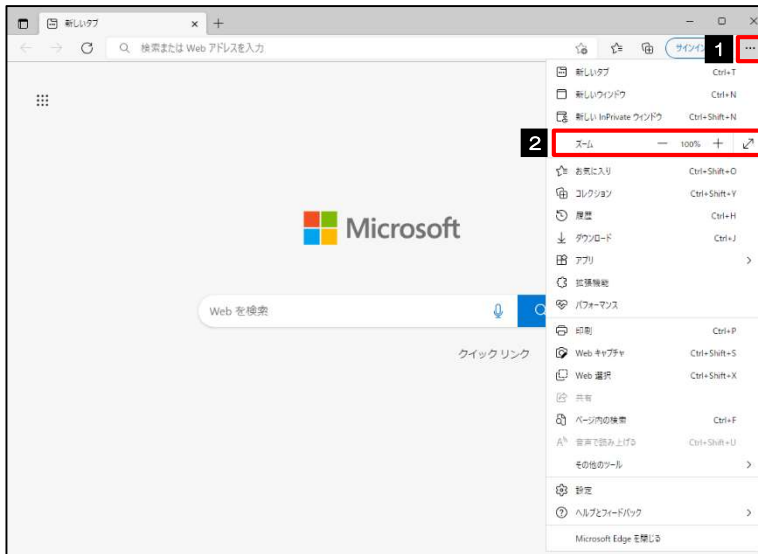 新しいタブ
検索または Web アドレスを入力
1
新しいタブ Ctrl+T
新しいウィンドウ Ctrl+N
新しい InPrivate ウィンドウ Ctrl+Shift+N
2
ズーム 100%
お気に入り Ctrl+Shift+O
コレクション Ctrl+Shift+Y
履歴 Ctrl+H
ダウンロード Ctrl+J
アプリ
拡張機能
パフォーマンス
印刷 Ctrl+P
Web キャプチャ Ctrl+Shift+S
Web 選択 Ctrl+Shift+X
共有
ページ内の検索 Ctrl+F
音声で読み上げる Ctrl+Shift+U
その他のツール
設定
ヘルプとフィードバック
Microsoft Edge を閉じる
Microsoft
Web を検索
クイック リンク